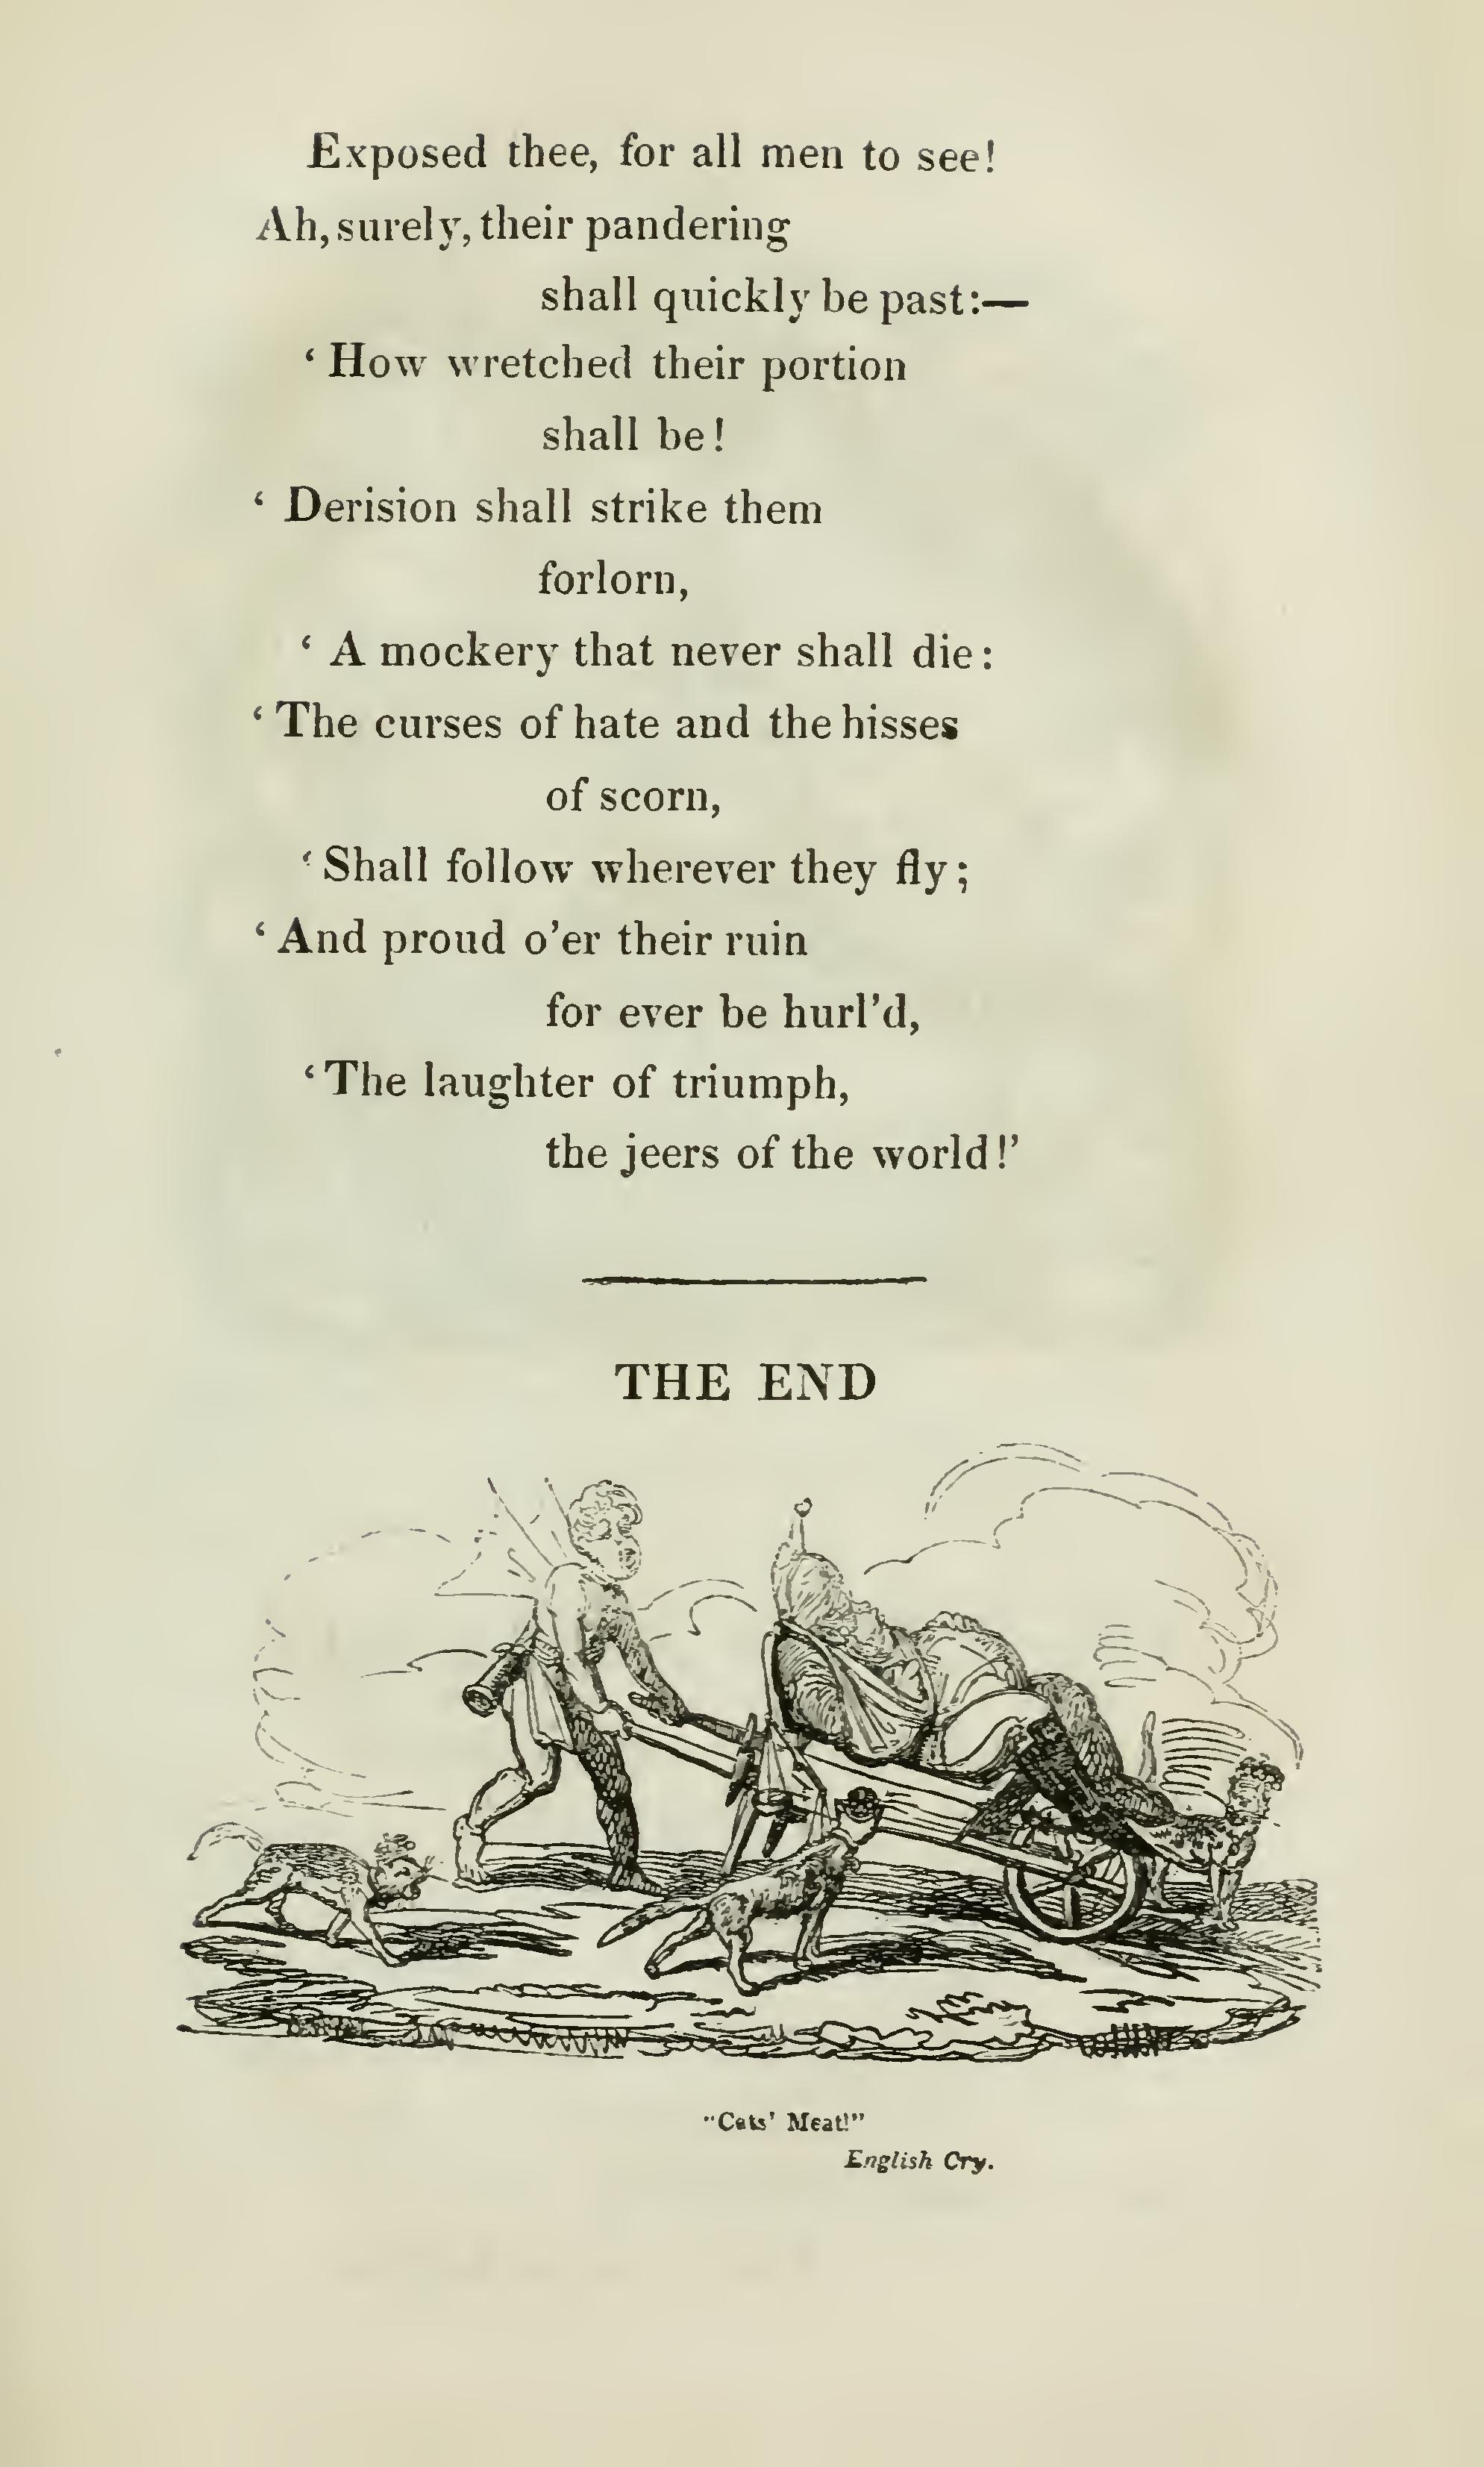 Exposed thee, for all men to see!
Ah, surely, their pandering
shall quickly be past:—
‘ How wretched their portion
shall be!
‘ Derision shall strike them
forlorn,
‘ A mockery that never shall die:
‘ The curses of hate and the hisses
of scorn,
‘ Shall follow wherever they fly;
‘ And proud o’er their ruin
for ever be hurl’d,
‘ The laughter of triumph,
the jeers of the world!’
THE END
"Cats' Meat!"
English Cry.